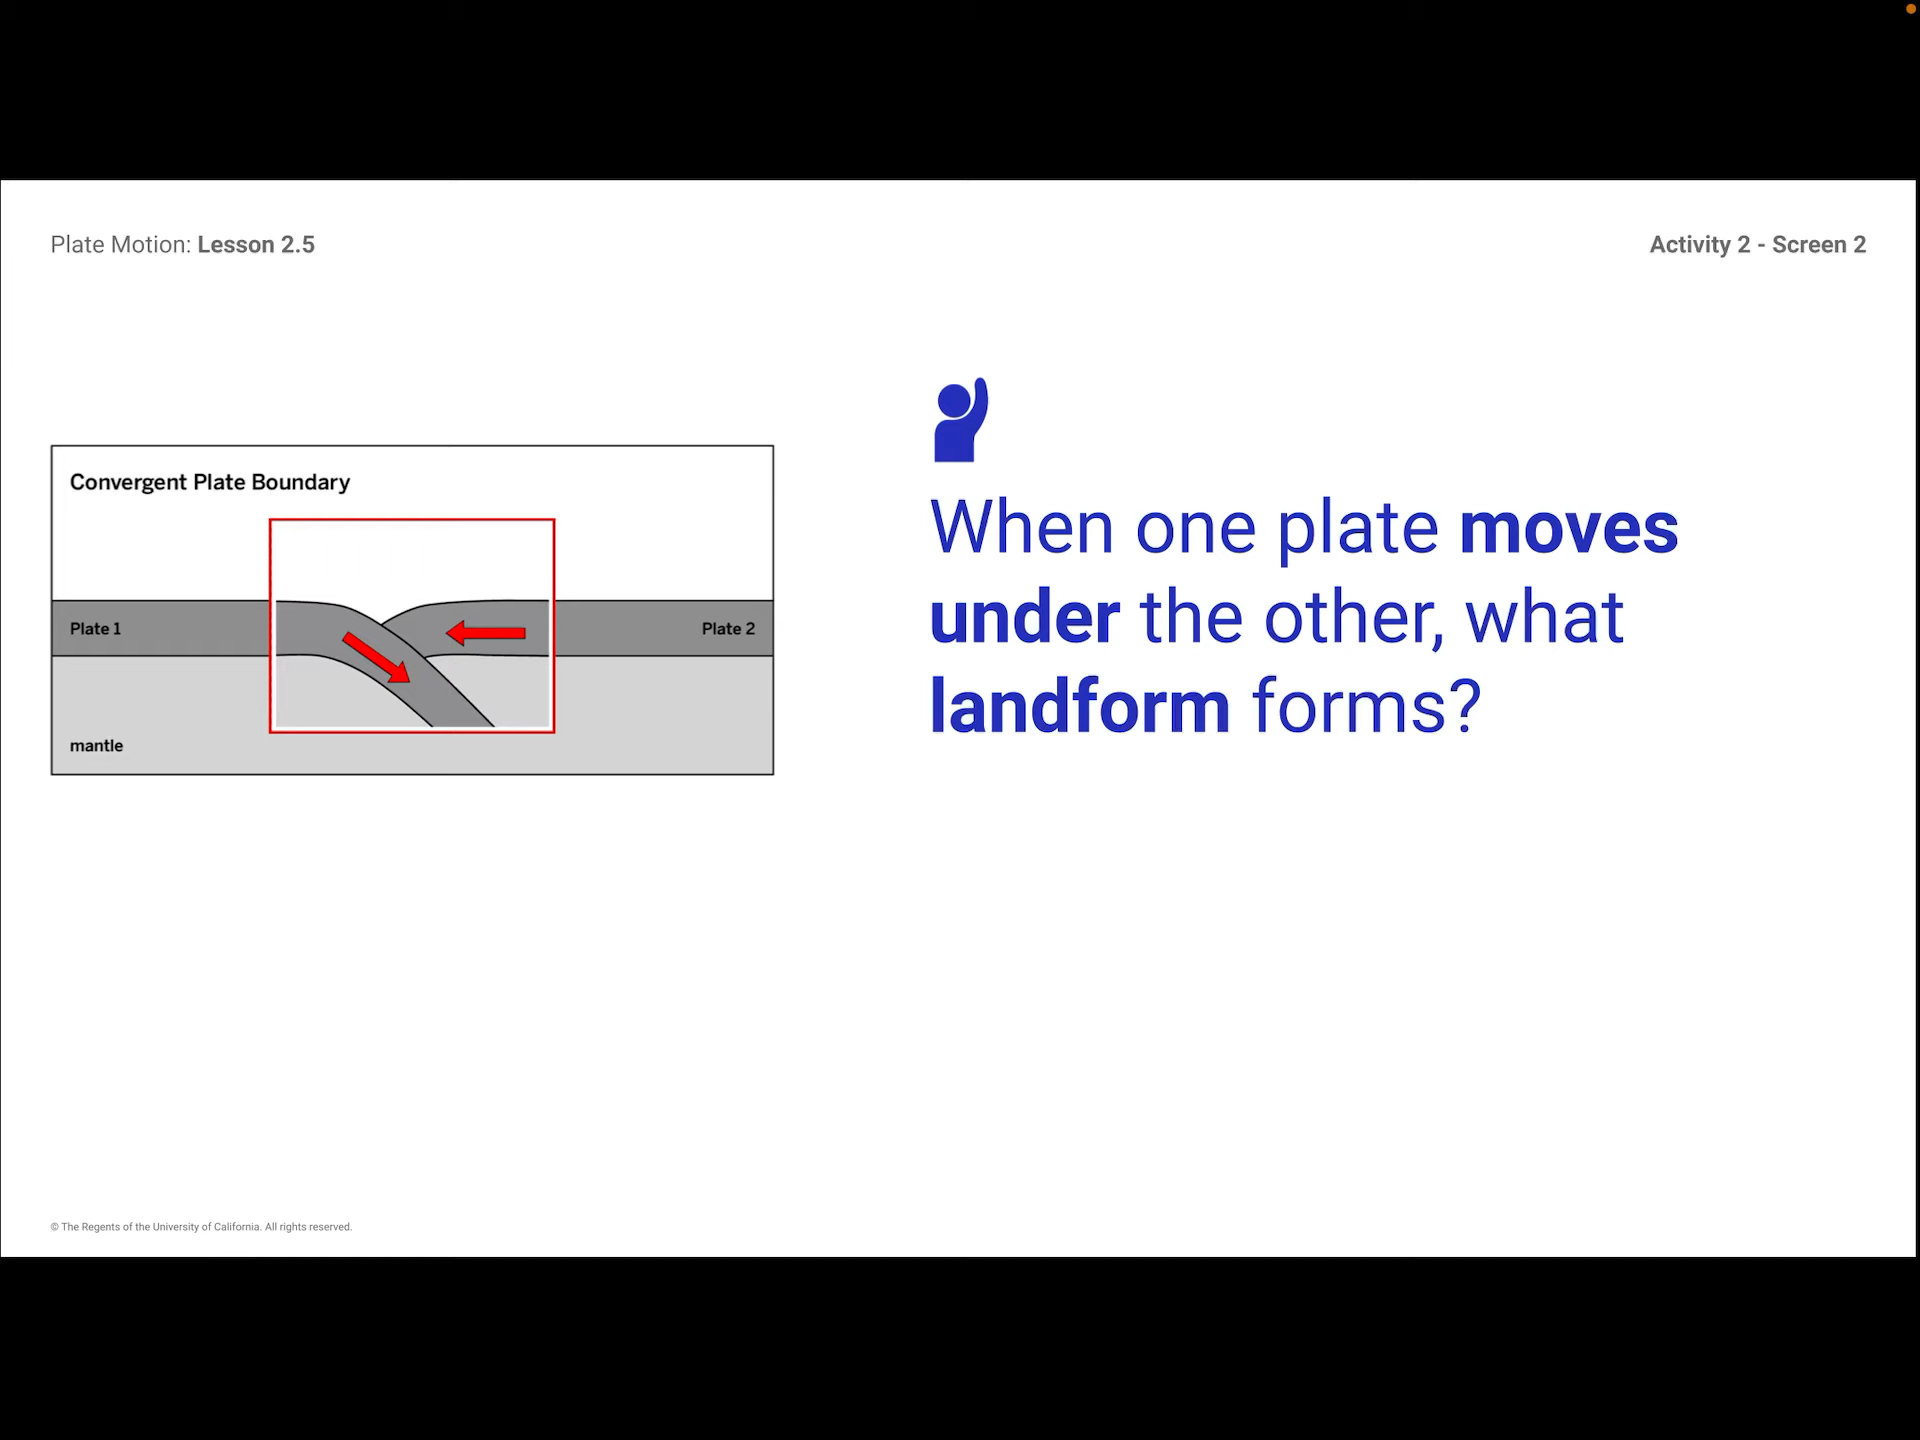 Plate Motion: Lesson 2.5
Activity 2 - Screen 2
Convergent Plate Boundary
Plate 1
Plate 2
mantle
When one plate moves
under the other, what
landform forms?
© The Regents of the University of California. All rights reserved.